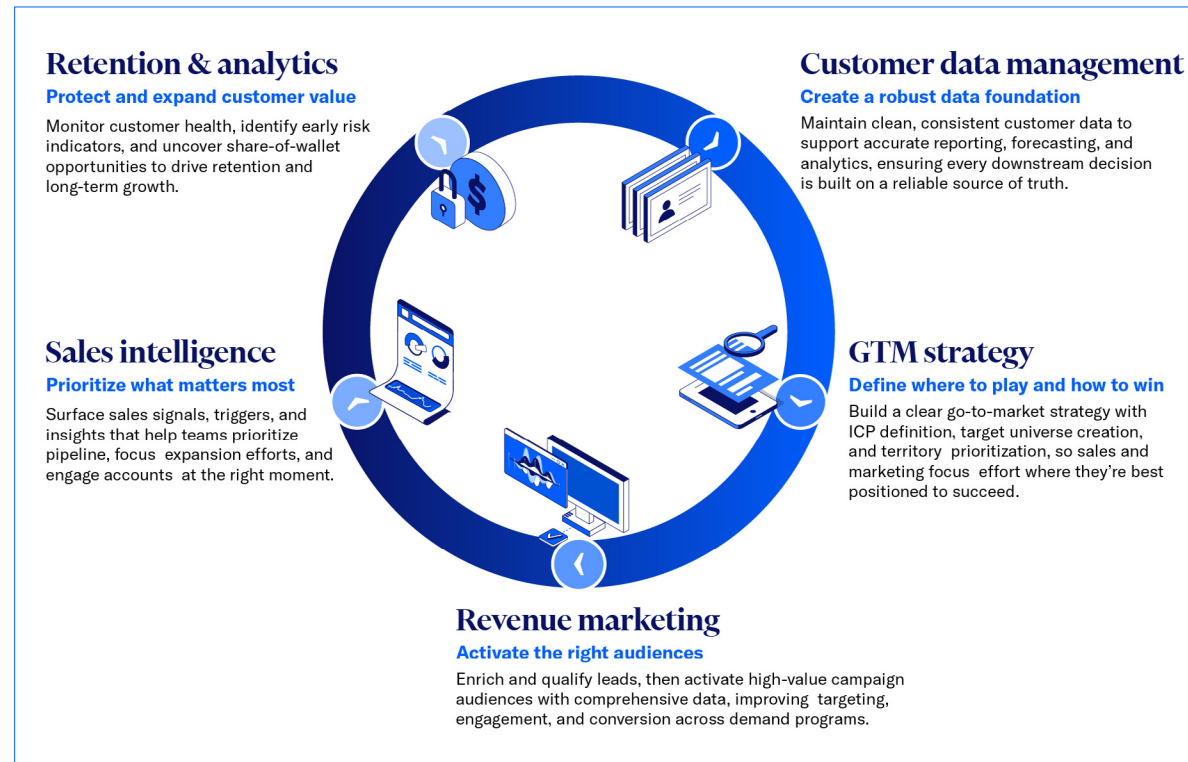 Retention & analytics
Protect and expand customer value
Monitor customer health, identify early risk
indicators, and uncover share-of-wallet
opportunities to drive retention and
long-term growth.
Customer data management
Create a robust data foundation
Maintain clean, consistent customer data to
support accurate reporting, forecasting, and
analytics, ensuring every downstream decision
is built on a reliable source of truth.
$
Sales intelligence
Prioritize what matters most
Surface sales signals, triggers, and
insights that help teams prioritize
pipeline, focus expansion efforts, and
engage accounts at the right moment.
GTM strategy
Define where to play and how to win
Build a clear go-to-market strategy with
ICP definition, target universe creation,
and territory prioritization, so sales and
marketing focus effort where they're best
positioned to succeed.
Revenue marketing
Activate the right audiences
Enrich and qualify leads, then activate high-value campaign
audiences with comprehensive data, improving targeting,
engagement, and conversion across demand programs.